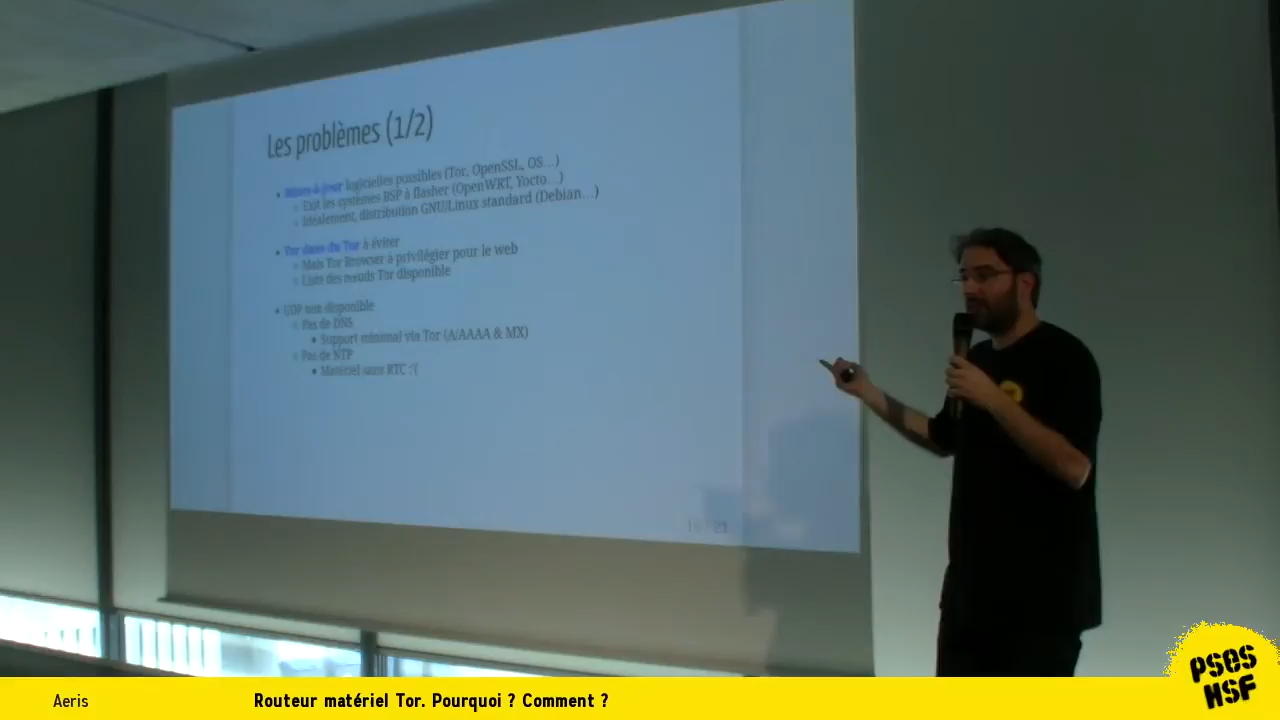 Les problèmes (1/2)
• Mises à jour logicielles possibles (Tor, OpenSSL, OS…)
◦ Exit les systèmes BSP à flasher (OpenWRT, Yocto…)
◦ Idéalement, distribution GNU/Linux standard (Debian…)
• Tor dans du Tor à éviter
◦ Mais Tor Browser à privilégier pour le web
◦ Liste des nœuds Tor disponible
• UDP non disponible
◦ Pas de DNS
▪ Support minimal via Tor (A/AAAA & MX)
◦ Pas de NTP
▪ Matériel sans RTC :'(
PSES
HSF
Aeris
Routeur matériel Tor. Pourquoi ? Comment ?